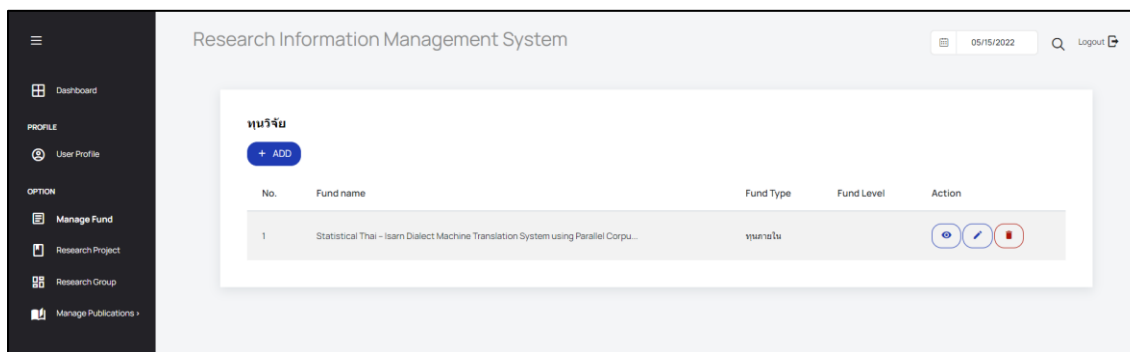 Research Information Management System
05/15/2022
Logout
Dashboard
PROFILE
User Profile
OPTION
Manage Fund
Research Project
Research Group
Manage Publications ›
ทุนวิจัย
+ ADD
No. Fund name Fund Type Fund Level Action
1 Statistical Thai – Isarn Dialect Machine Translation System using Parallel Corpu... ทุนภายใน